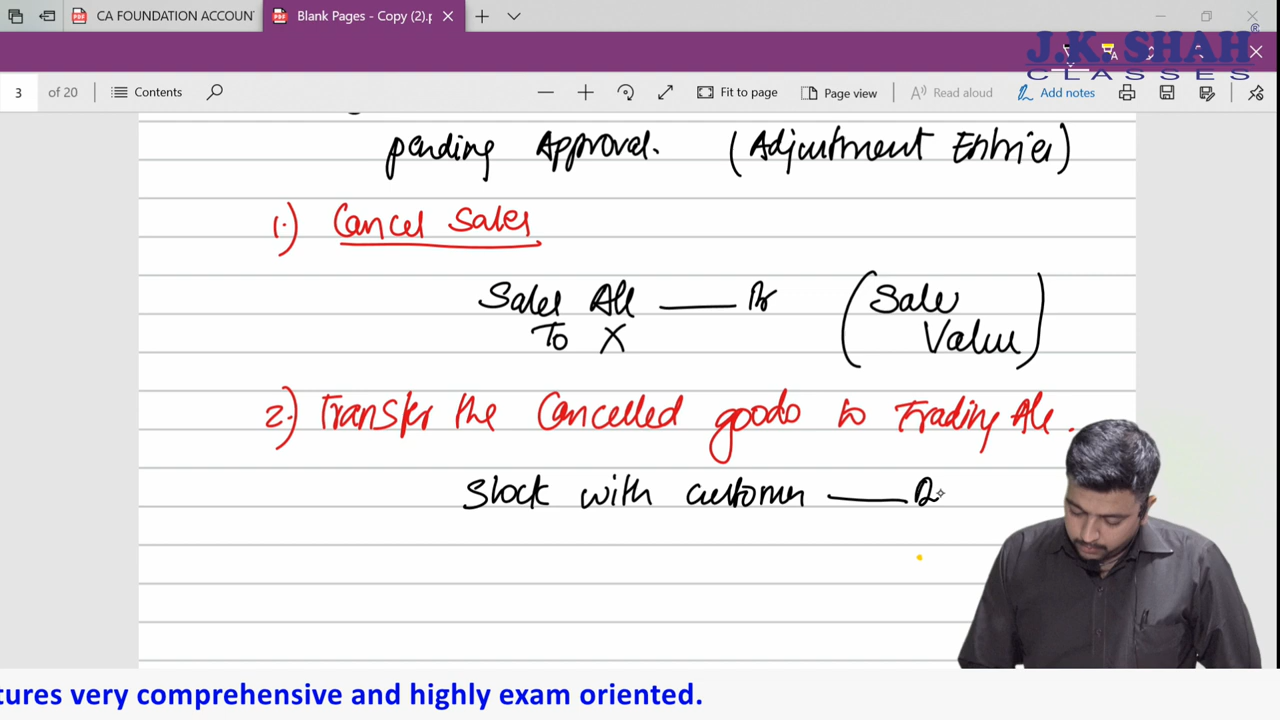 CA FOUNDATION ACCOUN
Blank Pages - Copy (2).p
J.K. SHAH®
CLASSES
3 of 20
Contents
Fit to page
Page view
Read aloud
Add notes
pending Approval. (Adjustment Entries)
1.) Cancel Sales
Sales A/c —— Dr (Sale
To X Value)
2.) Transfer the Cancelled goods to Trading A/c.
Stock with customer —— D
tures very comprehensive and highly exam oriented.